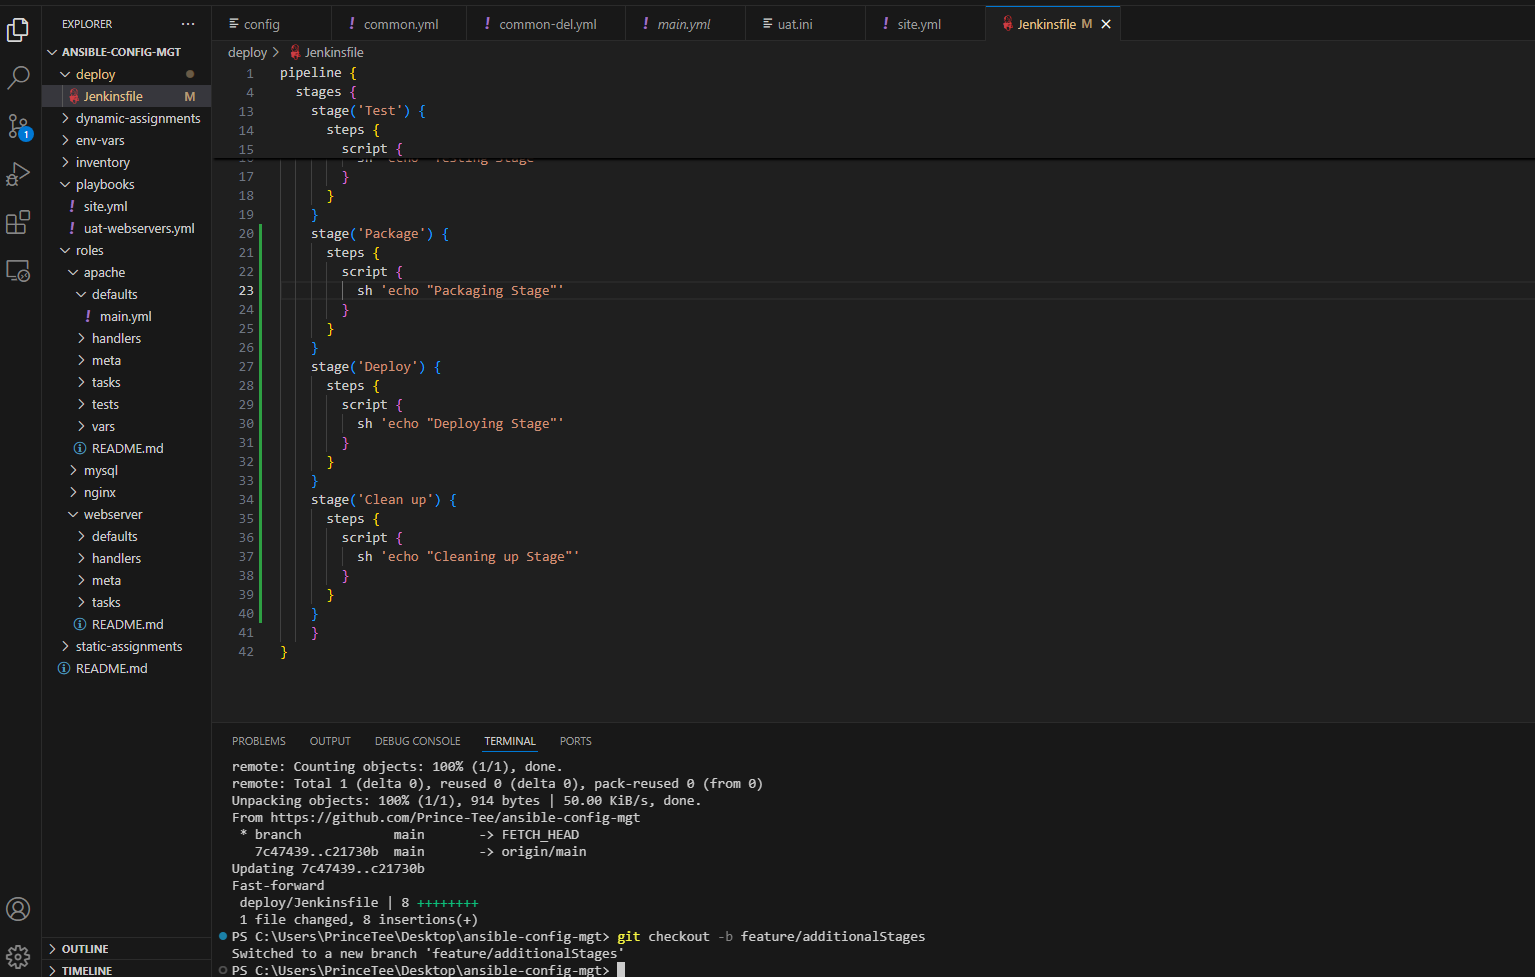 EXPLORER ...
ANSIBLE-CONFIG-MGT
deploy
Jenkinsfile M
dynamic-assignments
env-vars
inventory
playbooks
! site.yml
! uat-webservers.yml
roles
apache
defaults
! main.yml
handlers
meta
tasks
tests
vars
README.md
mysql
nginx
webserver
defaults
handlers
meta
tasks
README.md
static-assignments
README.md
OUTLINE
TIMELINE
1
config ! common.yml ! common-del.yml ! main.yml uat.ini ! site.yml Jenkinsfile M
deploy > Jenkinsfile
1 pipeline {
4 stages {
13 stage('Test') {
14 steps {
15 script {
16 sh 'echo "Testing Stage"'
17 }
18 }
19 }
20 stage('Package') {
21 steps {
22 script {
23 sh 'echo "Packaging Stage"'
24 }
25 }
26 }
27 stage('Deploy') {
28 steps {
29 script {
30 sh 'echo "Deploying Stage"'
31 }
32 }
33 }
34 stage('Clean up') {
35 steps {
36 script {
37 sh 'echo "Cleaning up Stage"'
38 }
39 }
40 }
41 }
42 }
PROBLEMS OUTPUT DEBUG CONSOLE TERMINAL PORTS
remote: Counting objects: 100% (1/1), done.
remote: Total 1 (delta 0), reused 0 (delta 0), pack-reused 0 (from 0)
Unpacking objects: 100% (1/1), 914 bytes | 50.00 KiB/s, done.
From https://github.com/Prince-Tee/ansible-config-mgt
* branch main -> FETCH_HEAD
7c47439..c21730b main -> origin/main
Updating 7c47439..c21730b
Fast-forward
deploy/Jenkinsfile | 8 ++++++++
1 file changed, 8 insertions(+)
PS C:\Users\PrinceTee\Desktop\ansible-config-mgt> git checkout -b feature/additionalStages
Switched to a new branch 'feature/additionalStages'
PS C:\Users\PrinceTee\Desktop\ansible-config-mgt>